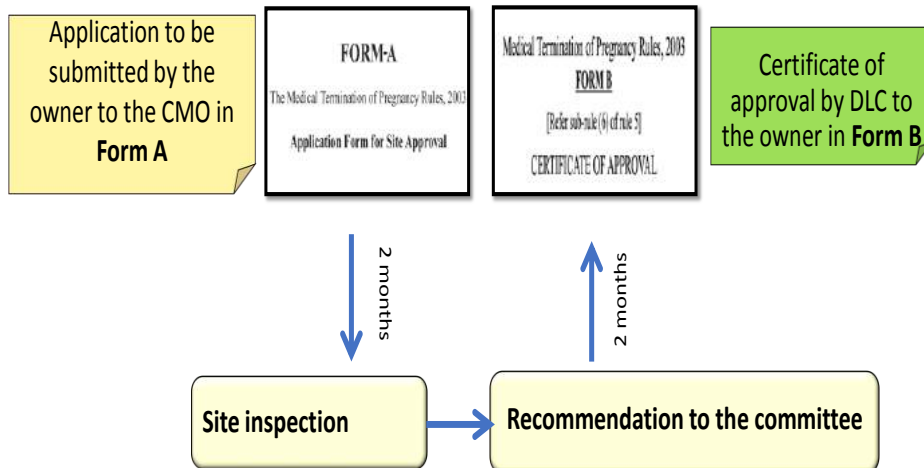 Application to be
submitted by the
owner to the CMO in
Form A
FORM-A
The Medical Termination of Pregnancy Rules, 2003
Application Form for Site Approval
Medical Termination of Pregnancy Rules, 2003
FORM B
[Refer sub-rule (6) of rule 5]
CERTIFICATE OF APPROVAL
Certificate of
approval by DLC to
the owner in Form B
2 months
2 months
Site inspection
Recommendation to the committee